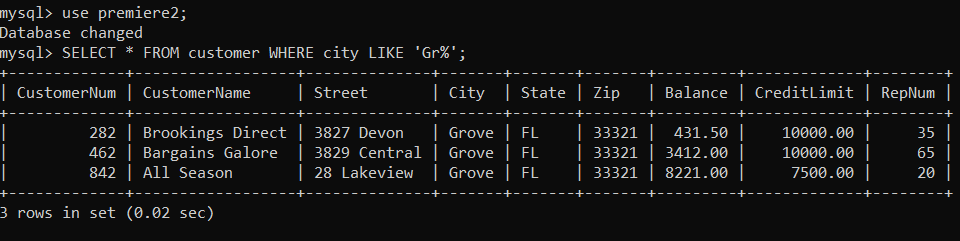 mysql> use premiere2;
Database changed
mysql> SELECT * FROM customer WHERE city LIKE 'Gr%';
+-------------+------------------+--------------+-------+-------+-------+---------+-------------+--------+
| CustomerNum | CustomerName     | Street       | City  | State | Zip   | Balance | CreditLimit | RepNum |
+-------------+------------------+--------------+-------+-------+-------+---------+-------------+--------+
|         282 | Brookings Direct | 3827 Devon   | Grove | FL    | 33321 |  431.50 |    10000.00 |     35 |
|         462 | Bargains Galore  | 3829 Central | Grove | FL    | 33321 | 3412.00 |    10000.00 |     65 |
|         842 | All Season       | 28 Lakeview  | Grove | FL    | 33321 | 8221.00 |     7500.00 |     20 |
+-------------+------------------+--------------+-------+-------+-------+---------+-------------+--------+
3 rows in set (0.02 sec)